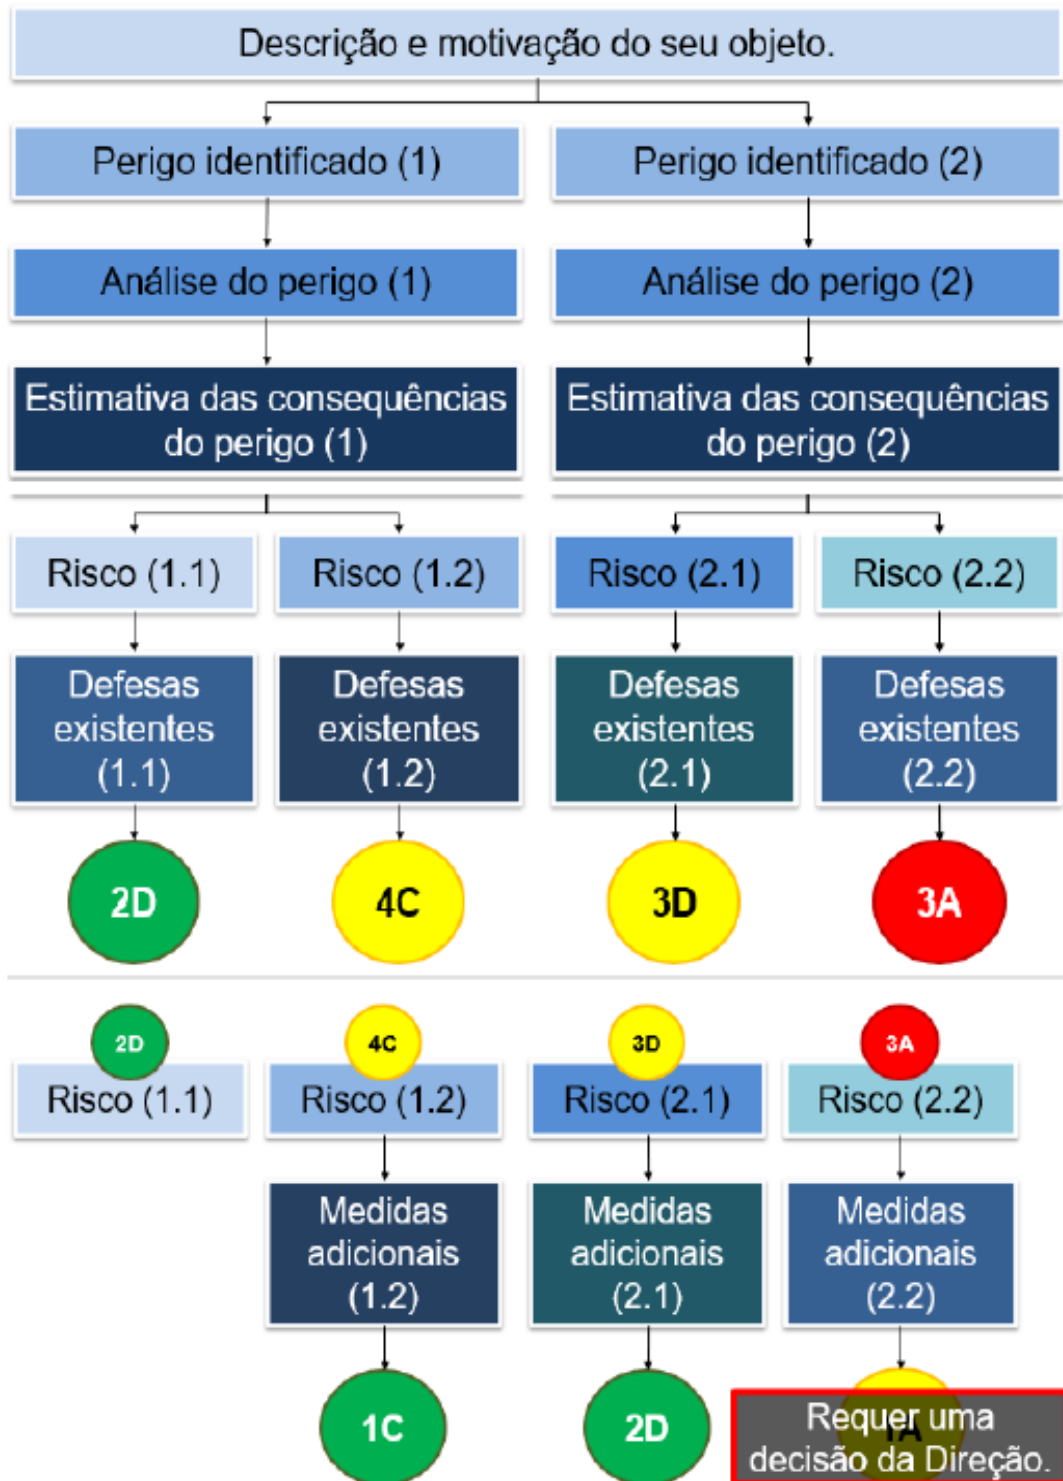 Descrição e motivação do seu objeto.
Perigo identificado (1)
Perigo identificado (2)
Análise do perigo (1)
Análise do perigo (2)
Estimativa das consequências
do perigo (1)
Estimativa das consequências
do perigo (2)
Risco (1.1)
Risco (1.2)
Risco (2.1)
Risco (2.2)
Defesas
existentes
(1.1)
Defesas
existentes
(1.2)
Defesas
existentes
(2.1)
Defesas
existentes
(2.2)
2D
4C
3D
3A
2D
4C
3D
3A
Risco (1.1)
Risco (1.2)
Risco (2.1)
Risco (2.2)
Medidas
adicionais
(1.2)
Medidas
adicionais
(2.1)
Medidas
adicionais
(2.2)
1C
2D
1A
Requer uma
decisão da Direção.